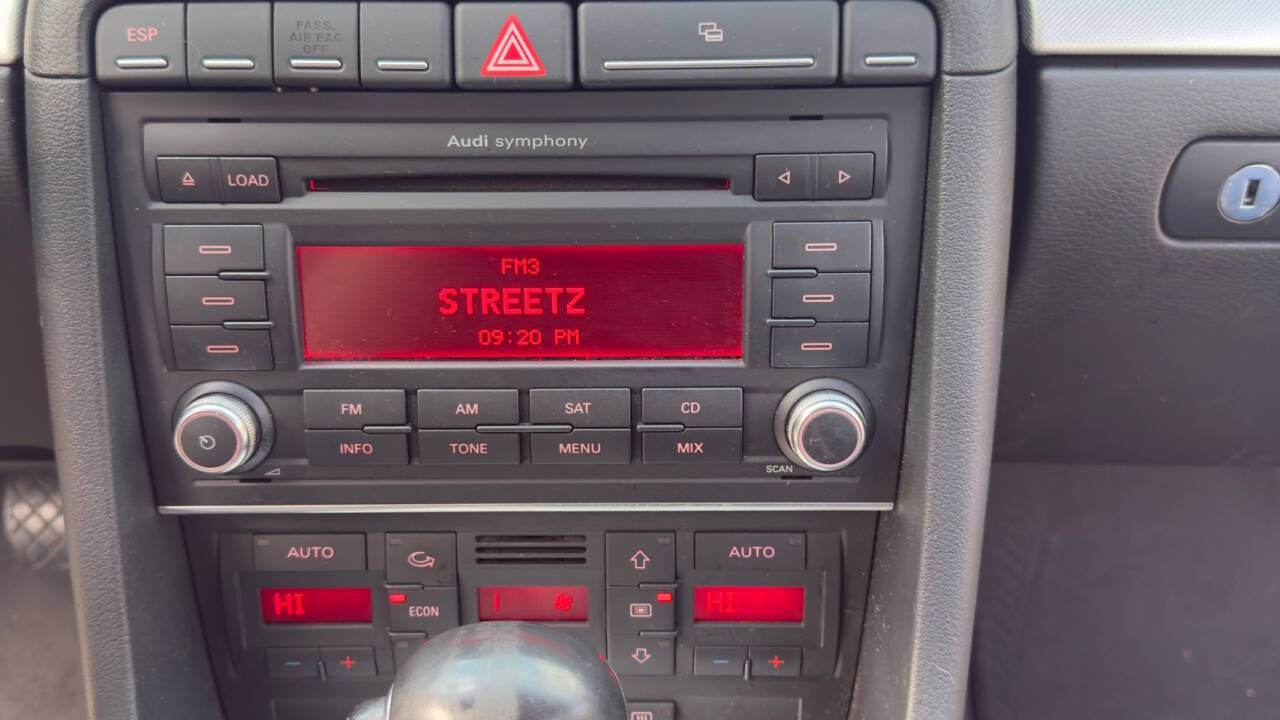 ESP
PASS.
AIR BAG
OFF
Audi symphony
LOAD
FM3
STREETZ
09:20 PM
FM AM SAT CD
INFO TONE MENU MIX
SCAN
AUTO AUTO
HI ECON 1 HI